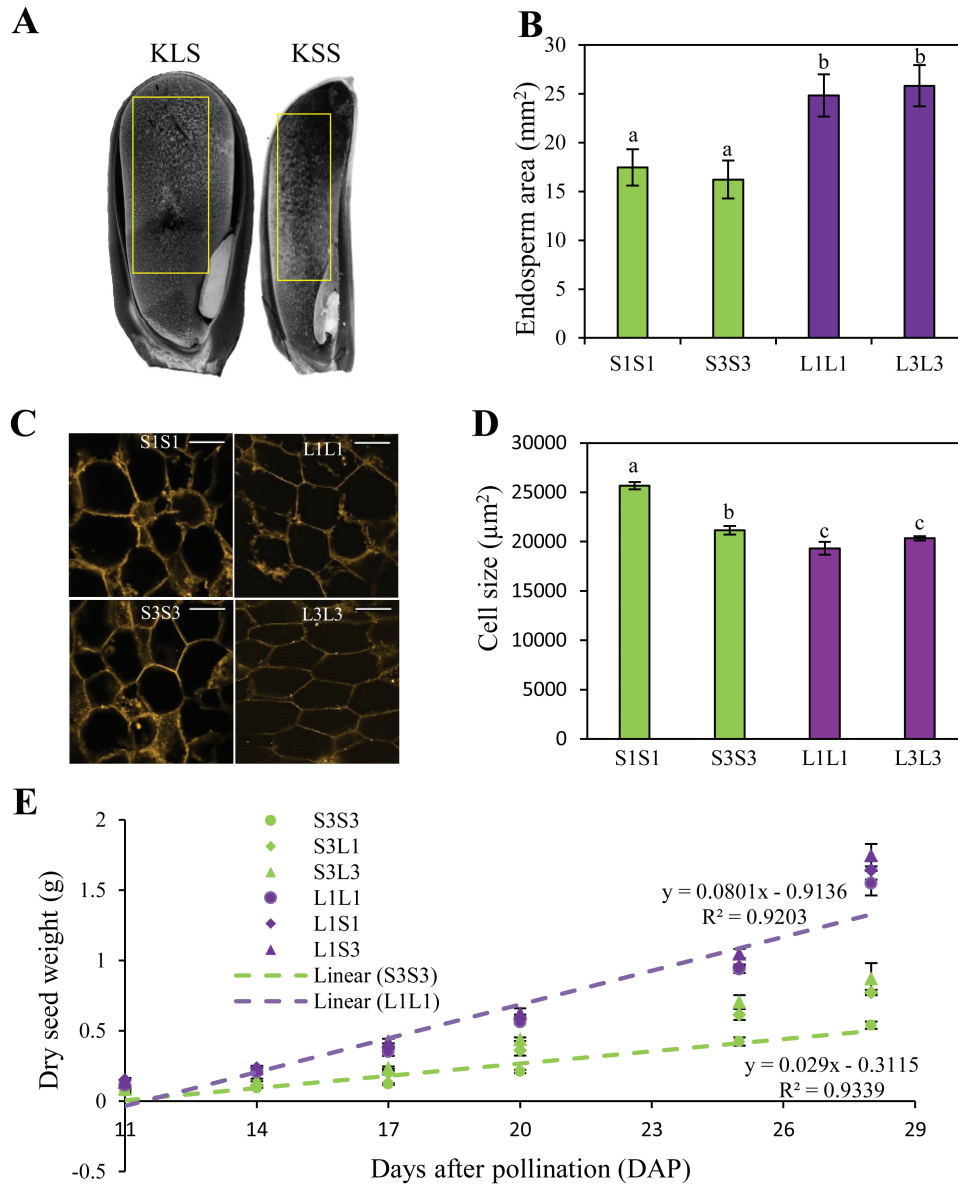 A
KLS KSS
B
Endosperm area (mm²)
30
25
20
15
10
5
0
a a b b
S1S1 S3S3 L1L1 L3L3
C
S1S1 L1L1
S3S3 L3L3
D
Cell size (µm²)
30000
25000
20000
15000
10000
5000
0
a b c c
S1S1 S3S3 L1L1 L3L3
E
Dry seed weight (g)
2
1.5
1
0.5
0
-0.5
S3S3
S3L1
S3L3
L1L1
L1S1
L1S3
Linear (S3S3)
Linear (L1L1)
y = 0.0801x - 0.9136
R² = 0.9203
y = 0.029x - 0.3115
R² = 0.9339
11 14 17 20 23 26 29
Days after pollination (DAP)